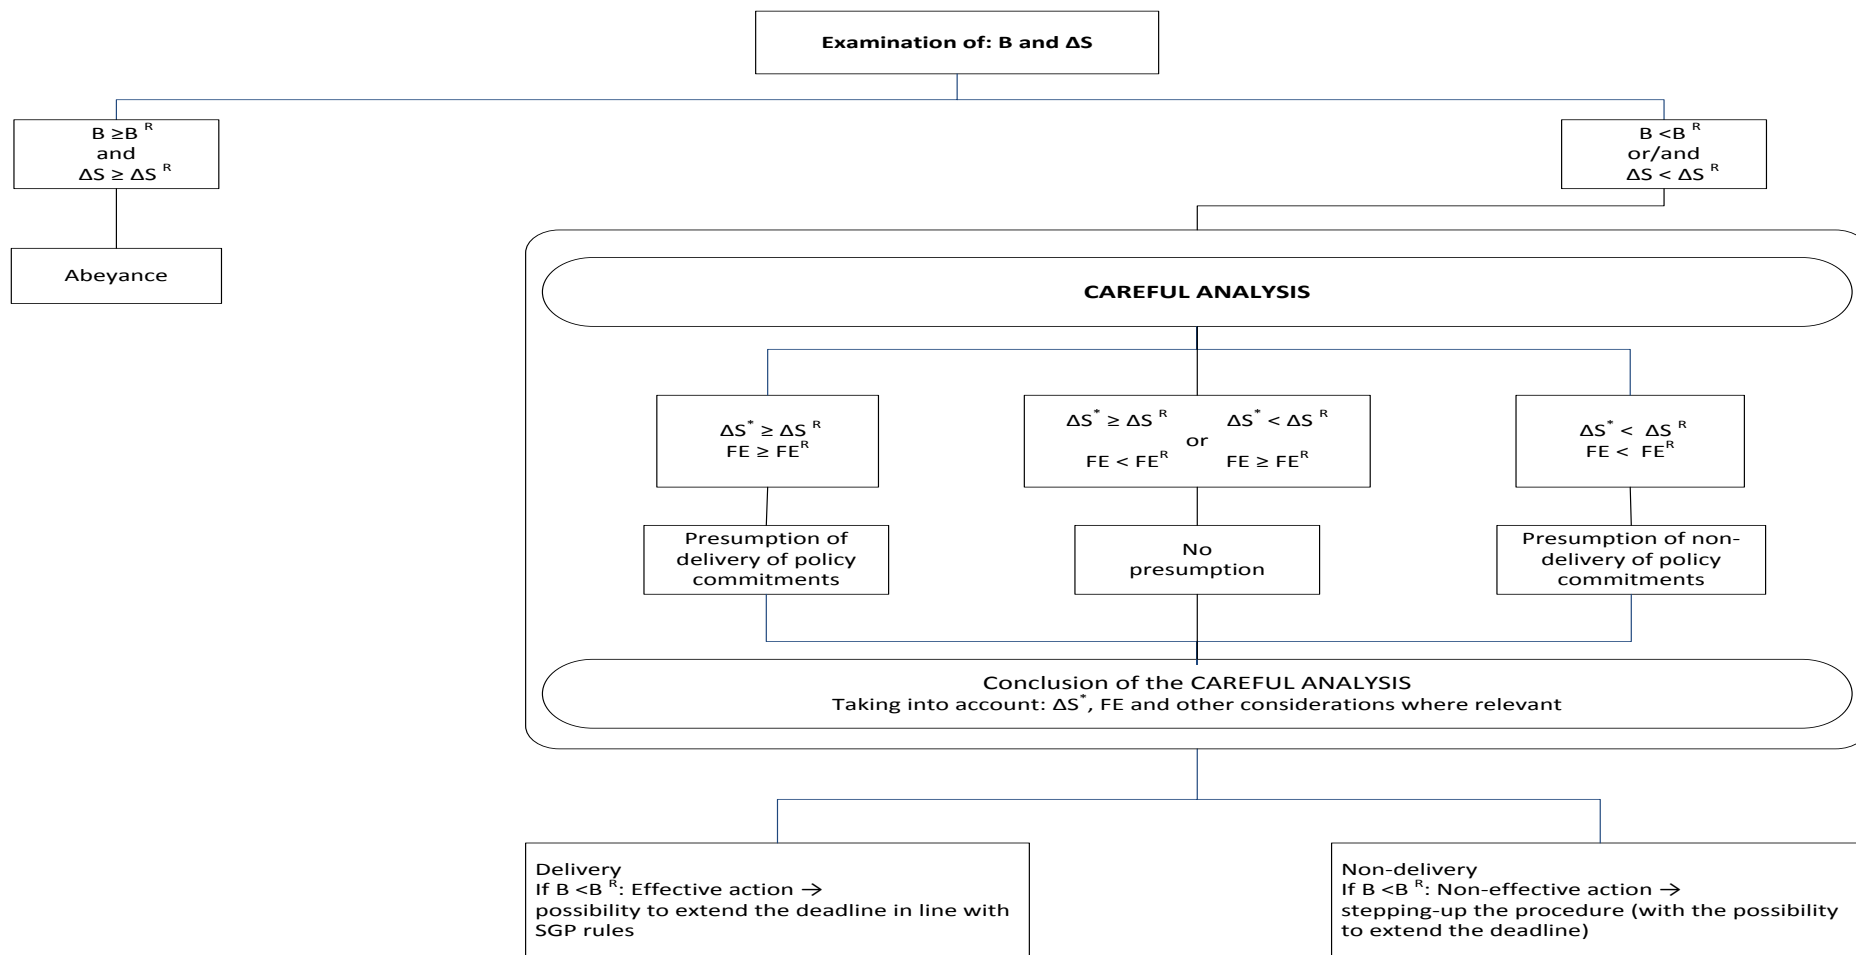 Examination of: B and ΔS
B ≥B R
and
ΔS ≥ ΔS R
B <B R
or/and
ΔS < ΔS R
Abeyance
CAREFUL ANALYSIS
ΔS* ≥ ΔS R
FE ≥ FER
ΔS* ≥ ΔS R ΔS* < ΔS R
or
FE < FER FE ≥ FER
ΔS* < ΔS R
FE < FER
Presumption of
delivery of policy
commitments
No
presumption
Presumption of non-
delivery of policy
commitments
Conclusion of the CAREFUL ANALYSIS
Taking into account: ΔS*, FE and other considerations where relevant
Delivery
If B <B R: Effective action →
possibility to extend the deadline in line with
SGP rules
Non-delivery
If B <B R: Non-effective action →
stepping-up the procedure (with the possibility
to extend the deadline)